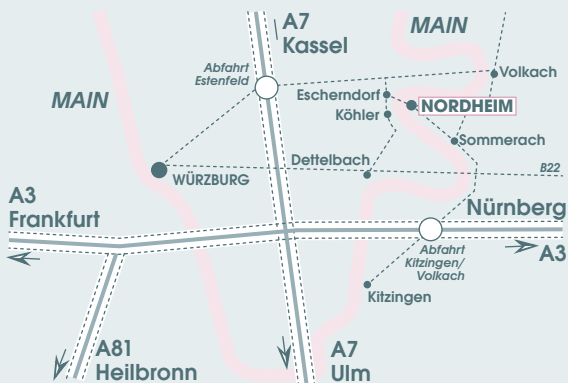 A7
Kassel
MAIN
Abfahrt
Estenfeld
Volkach
MAIN
Escherndorf
NORDHEIM
Köhler
Sommerach
Dettelbach
B22
WÜRZBURG
A3
Frankfurt
Nürnberg
A3
Abfahrt
Kitzingen/
Volkach
Kitzingen
A81
Heilbronn
A7
Ulm